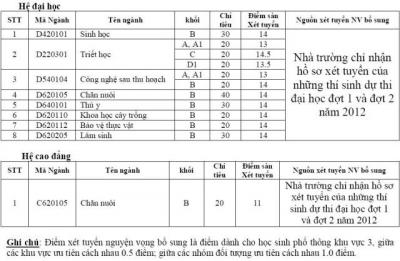 Hệ đại học
STT Mã Ngành Tên ngành khối Chỉ tiêu Điểm sàn Xét tuyển Nguồn xét tuyển NV bổ sung
1 D420101 Sinh học B 30 14
2 D220301 Triết học A, A1 20 13
C 20 14.5
D1 20 13.5
3 D540104 Công nghệ sau thu hoạch A, A1 20 13
B 20 14
4 D620105 Chăn nuôi B 40 14
5 D640101 Thú y B 30 14
6 D620110 Khoa học cây trồng B 20 14
7 D620112 Bảo vệ thực vật B 20 14
8 D620205 Lâm sinh B 30 14
Nhà trường chỉ nhận
hồ sơ xét tuyển của
những thí sinh dự thi
đại học đợt 1 và đợt 2
năm 2012
Hệ cao đẳng
STT Mã Ngành Tên ngành khối Chỉ tiêu Điểm sàn Xét tuyển Nguồn xét tuyển NV bổ sung
1 C620105 Chăn nuôi B 20 11
Nhà trường chỉ nhận hồ sơ
xét tuyển của những thí
sinh dự thi đại học đợt 1
và đợt 2 năm 2012
Ghi chú: Điểm xét tuyển nguyện vọng bổ sung là điểm dành cho học sinh phổ thông khu vực 3, giữa
các khu vực ưu tiên cách nhau 0.5 điểm; giữa các nhóm đối tượng ưu tiên cách nhau 1.0 điểm.